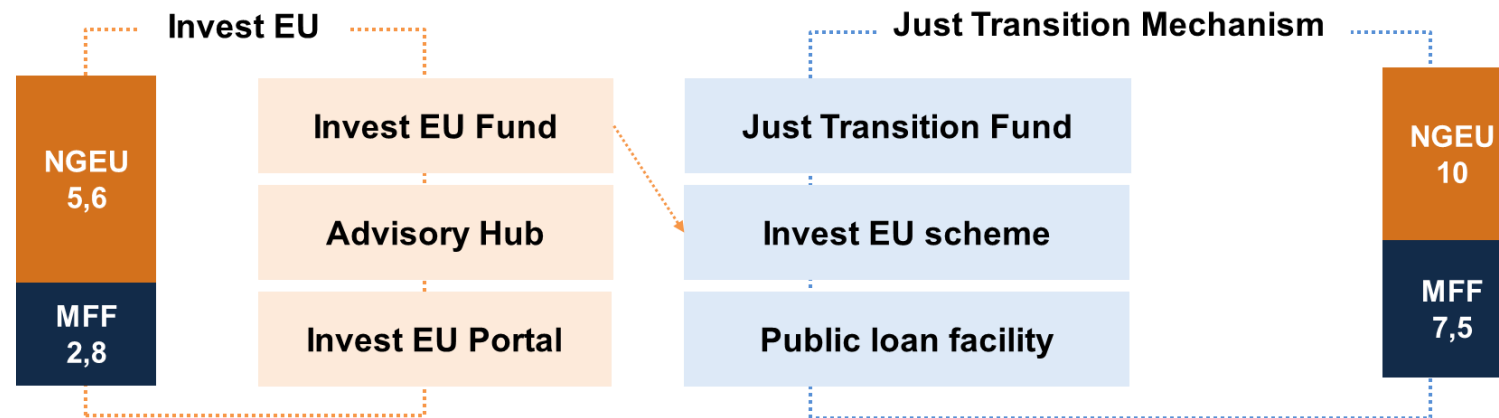 Invest EU
NGEU
5,6
MFF
2,8
Invest EU Fund
Advisory Hub
Invest EU Portal
Just Transition Mechanism
Just Transition Fund
Invest EU scheme
Public loan facility
NGEU
10
MFF
7,5